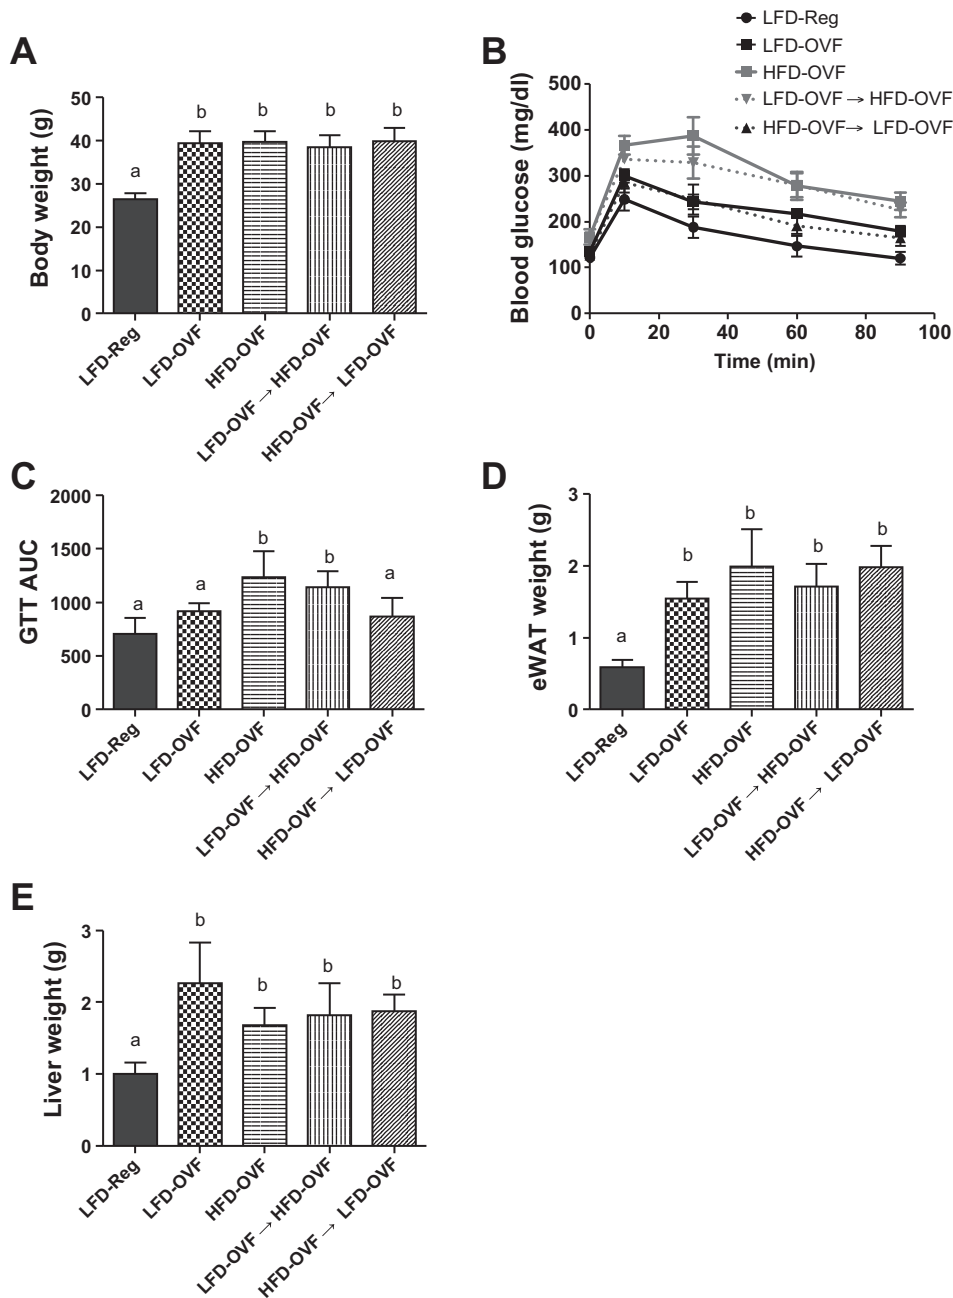 A
Body weight (g)
50
40
30
20
10
0
a
b
b
b
b
LFD-Reg
LFD-OVF
HFD-OVF
LFD-OVF → HFD-OVF
HFD-OVF → LFD-OVF
B
LFD-Reg
LFD-OVF
HFD-OVF
LFD-OVF → HFD-OVF
HFD-OVF → LFD-OVF
Blood glucose (mg/dl)
500
400
300
200
100
0
0
20
40
60
80
100
Time (min)
C
GTT AUC
2000
1500
1000
500
0
a
a
b
b
a
LFD-Reg
LFD-OVF
HFD-OVF
LFD-OVF → HFD-OVF
HFD-OVF → LFD-OVF
D
eWAT weight (g)
3
2
1
0
a
b
b
b
b
LFD-Reg
LFD-OVF
HFD-OVF
LFD-OVF → HFD-OVF
HFD-OVF → LFD-OVF
E
Liver weight (g)
3
2
1
0
a
b
b
b
b
LFD-Reg
LFD-OVF
HFD-OVF
LFD-OVF → HFD-OVF
HFD-OVF → LFD-OVF